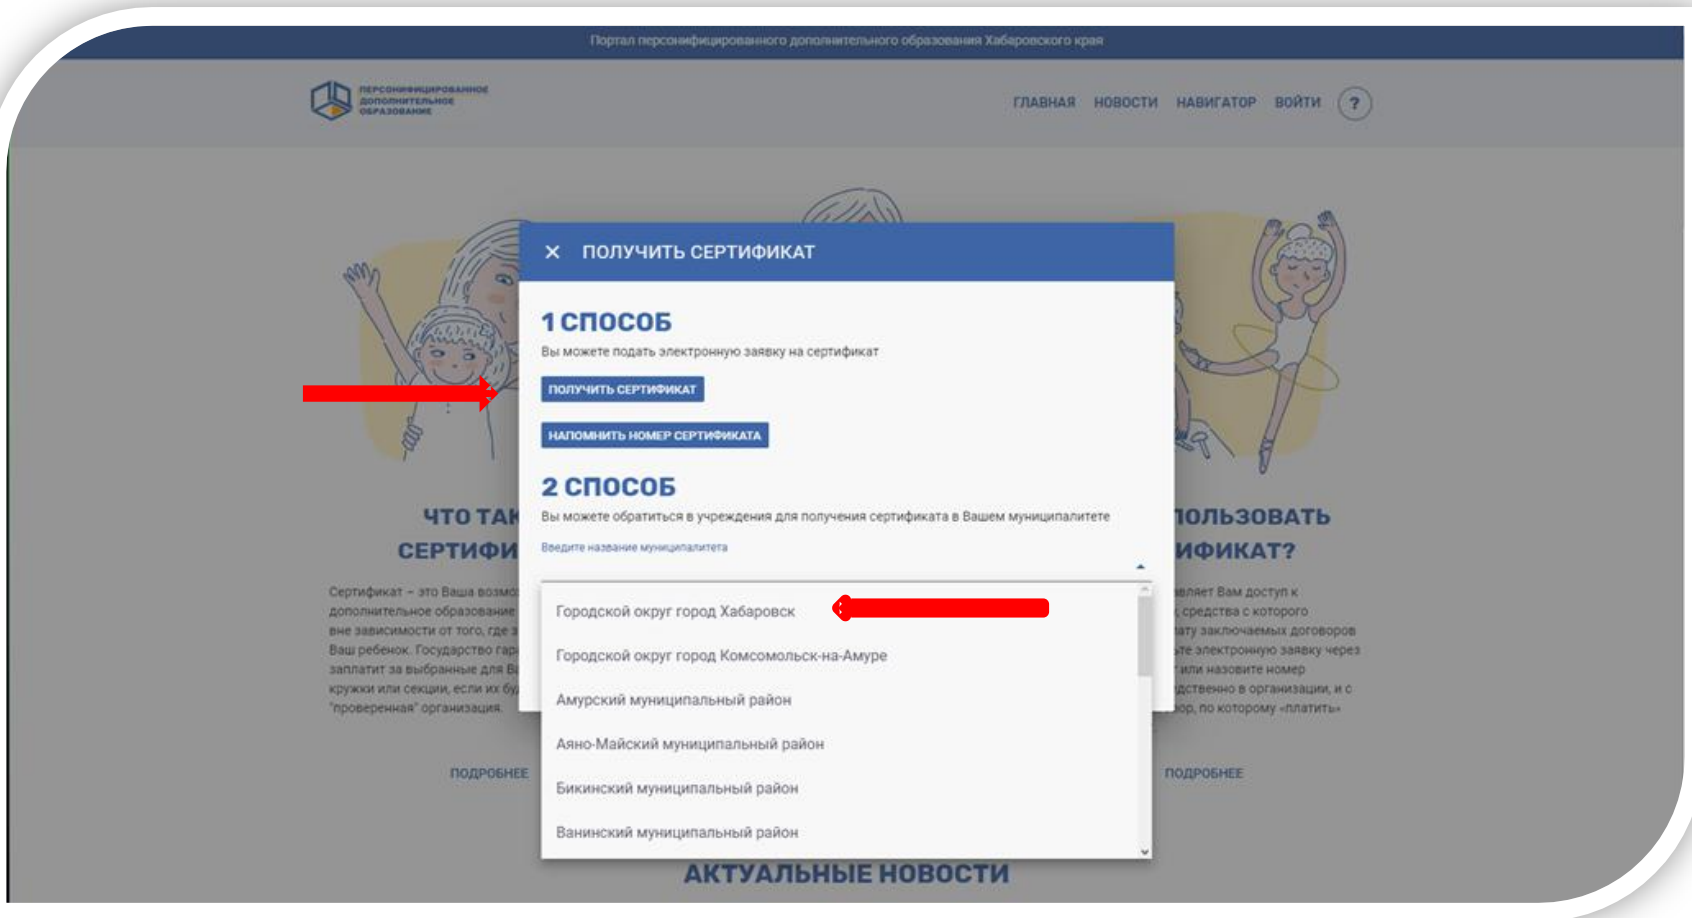 Портал персонифицированного дополнительного образования Хабаровского края
ПЕРСОНИФИЦИРОВАННОЕ
ДОПОЛНИТЕЛЬНОЕ
ОБРАЗОВАНИЕ
ГЛАВНАЯ НОВОСТИ НАВИГАТОР ВОЙТИ ?
× ПОЛУЧИТЬ СЕРТИФИКАТ
1 СПОСОБ
Вы можете подать электронную заявку на сертификат
ПОЛУЧИТЬ СЕРТИФИКАТ
НАПОМНИТЬ НОМЕР СЕРТИФИКАТА
2 СПОСОБ
Вы можете обратиться в учреждения для получения сертификата в Вашем муниципалитете
Введите название муниципалитета
Городской округ город Хабаровск
Городской округ город Комсомольск-на-Амуре
Амурский муниципальный район
Аяно-Майский муниципальный район
Бикинский муниципальный район
Ванинский муниципальный район
ЧТО ТАК
СЕРТИФИ
Сертификат – это Ваша возмо
дополнительное образование
вне зависимости от того, где з
Ваш ребенок. Государство гар
заплатит за выбранные для В
кружки или секции, если их бу
"проверенная" организация.
ПОДРОБНЕЕ
ПОЛЬЗОВАТЬ
ИФИКАТ?
вляет Вам доступ к
, средства с которого
лату заключаемых договоров
те электронную заявку через
или назовите номер
дственно в организации, и с
вор, по которому «платить»
ПОДРОБНЕЕ
АКТУАЛЬНЫЕ НОВОСТИ